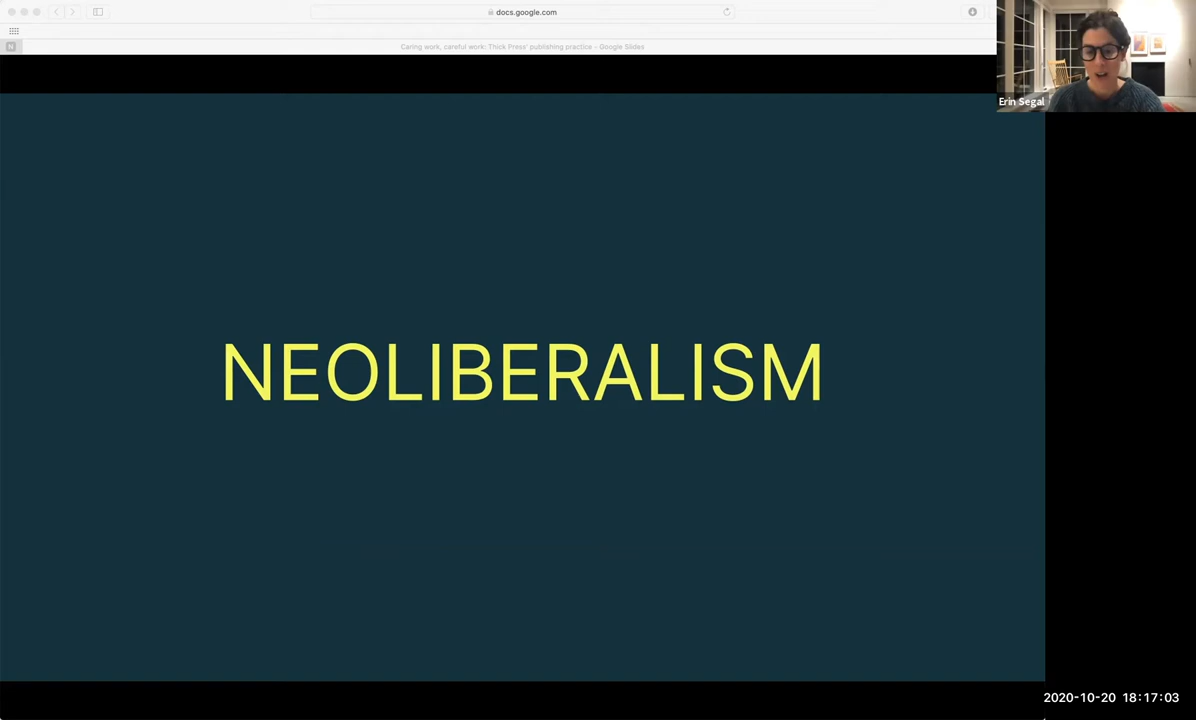 docs.google.com
Caring work, careful work: Thick Press' publishing practice - Google Slides
Erin Segal
NEOLIBERALISM
2020-10-20 18:17:03